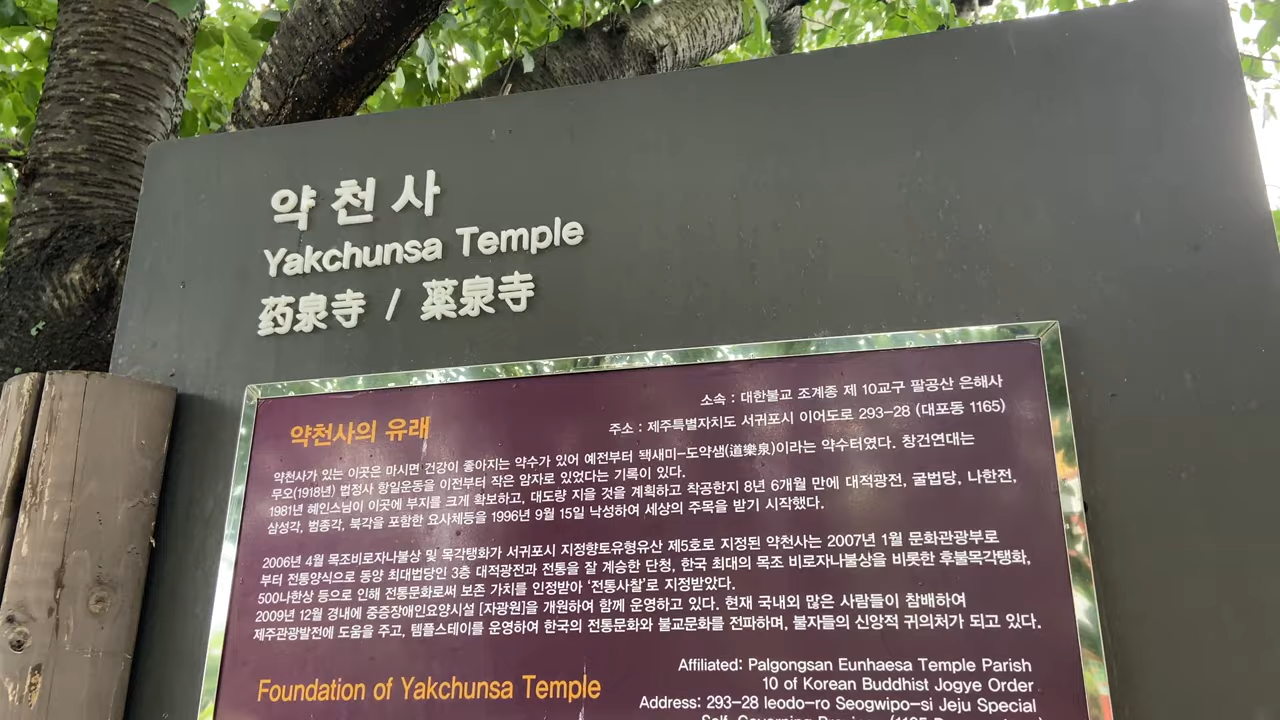 약천사
Yakchunsa Temple
药泉寺 / 薬泉寺
소속 : 대한불교 조계종 제 10교구 팔공산 은해사
약천사의 유래
주소 : 제주특별자치도 서귀포시 이어도로 293-28 (대포동 1165)
약천사가 있는 이곳은 마시면 건강이 좋아지는 약수가 있어 예전부터 돽새미-도약샘(道樂泉)이라는 약수터였다. 창건연대는
무오(1918년) 법정사 항일운동을 이전부터 작은 암자로 있었다는 기록이 있다.
1981년 혜인스님이 이곳에 부지를 크게 확보하고, 대도량 지을 것을 계획하고 착공한지 8년 6개월 만에 대적광전, 굴법당, 나한전,
삼성각, 범종각, 북각을 포함한 요사체등을 1996년 9월 15일 낙성하여 세상의 주목을 받기 시작했다.
2006년 4월 목조비로자나불상 및 목각탱화가 서귀포시 지정향토유형유산 제5호로 지정된 약천사는 2007년 1월 문화관광부로
부터 전통양식으로 동양 최대법당인 3층 대적광전과 전통을 잘 계승한 단청, 한국 최대의 목조 비로자나불상을 비롯한 후불목각탱화,
500나한상 등으로 인해 전통문화로써 보존 가치를 인정받아 '전통사찰'로 지정받았다.
2009년 12월 경내에 중증장애인요양시설 [자광원]을 개원하여 함께 운영하고 있다. 현재 국내외 많은 사람들이 참배하여
제주관광발전에 도움을 주고, 템플스테이를 운영하여 한국의 전통문화와 불교문화를 전파하며, 불자들의 신앙적 귀의처가 되고 있다.
Affiliated: Palgongsan Eunhaesa Temple Parish
10 of Korean Buddhist Jogye Order
Foundation of Yakchunsa Temple
Address: 293-28 Ieodo-ro Seogwipo-si Jeju Special